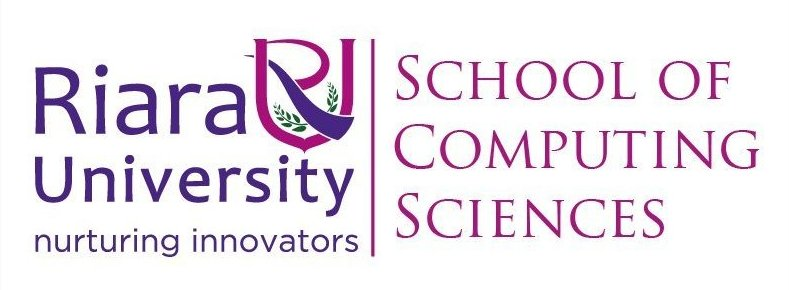 Riara
University
nurturing innovators
SCHOOL OF
COMPUTING
SCIENCES